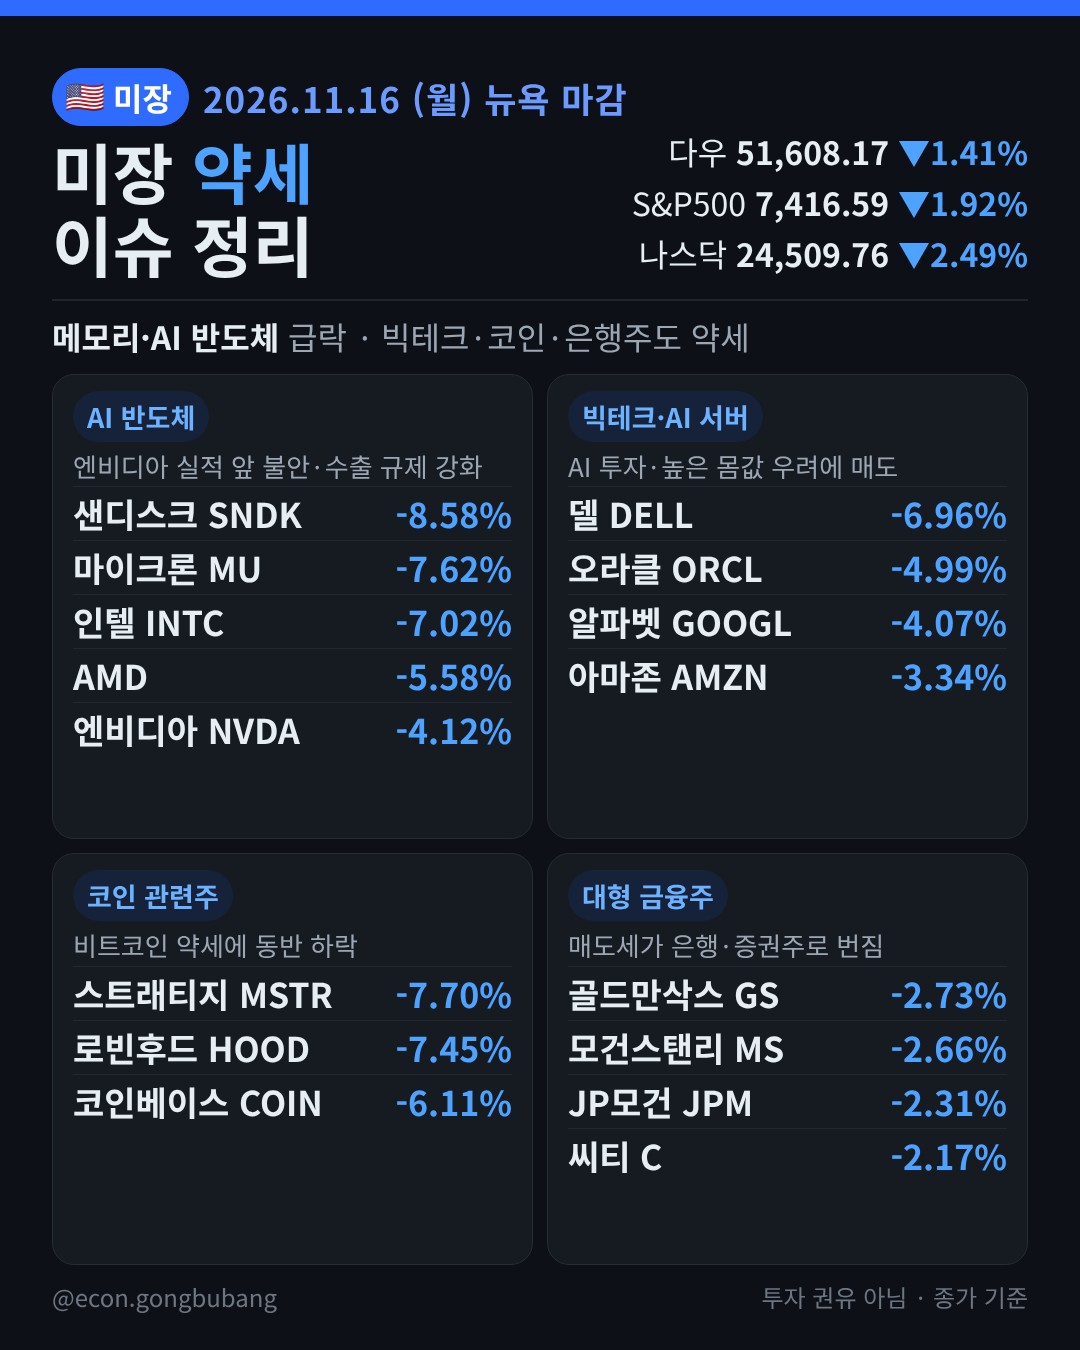 🇺🇸 미장 2026.11.16 (월) 뉴욕 마감
미장 약세
이슈 정리
다우 51,608.17 ▼1.41%
S&P500 7,416.59 ▼1.92%
나스닥 24,509.76 ▼2.49%
메모리·AI 반도체 급락 · 빅테크·코인·은행주도 약세
AI 반도체
엔비디아 실적 앞 불안·수출 규제 강화
샌디스크 SNDK -8.58%
마이크론 MU -7.62%
인텔 INTC -7.02%
AMD -5.58%
엔비디아 NVDA -4.12%
빅테크·AI 서버
AI 투자·높은 몸값 우려에 매도
델 DELL -6.96%
오라클 ORCL -4.99%
알파벳 GOOGL -4.07%
아마존 AMZN -3.34%
코인 관련주
비트코인 약세에 동반 하락
스트래티지 MSTR -7.70%
로빈후드 HOOD -7.45%
코인베이스 COIN -6.11%
대형 금융주
매도세가 은행·증권주로 번짐
골드만삭스 GS -2.73%
모건스탠리 MS -2.66%
JP모건 JPM -2.31%
씨티 C -2.17%
@econ.gongbubang
투자 권유 아님 · 종가 기준